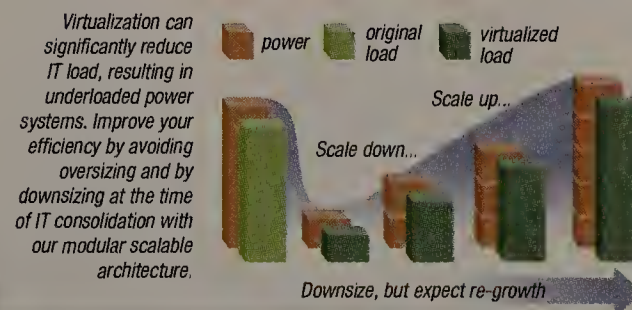 Virtualization can
significantly reduce
IT load, resulting in
underloaded power
systems. Improve your
efficiency by avoiding
oversizing and by
downsizing at the time
of IT consolidation with
our modular scalable
architecture.
power
original
load
virtualized
load
Scale down...
Scale up...
Downsize, but expect re-growth